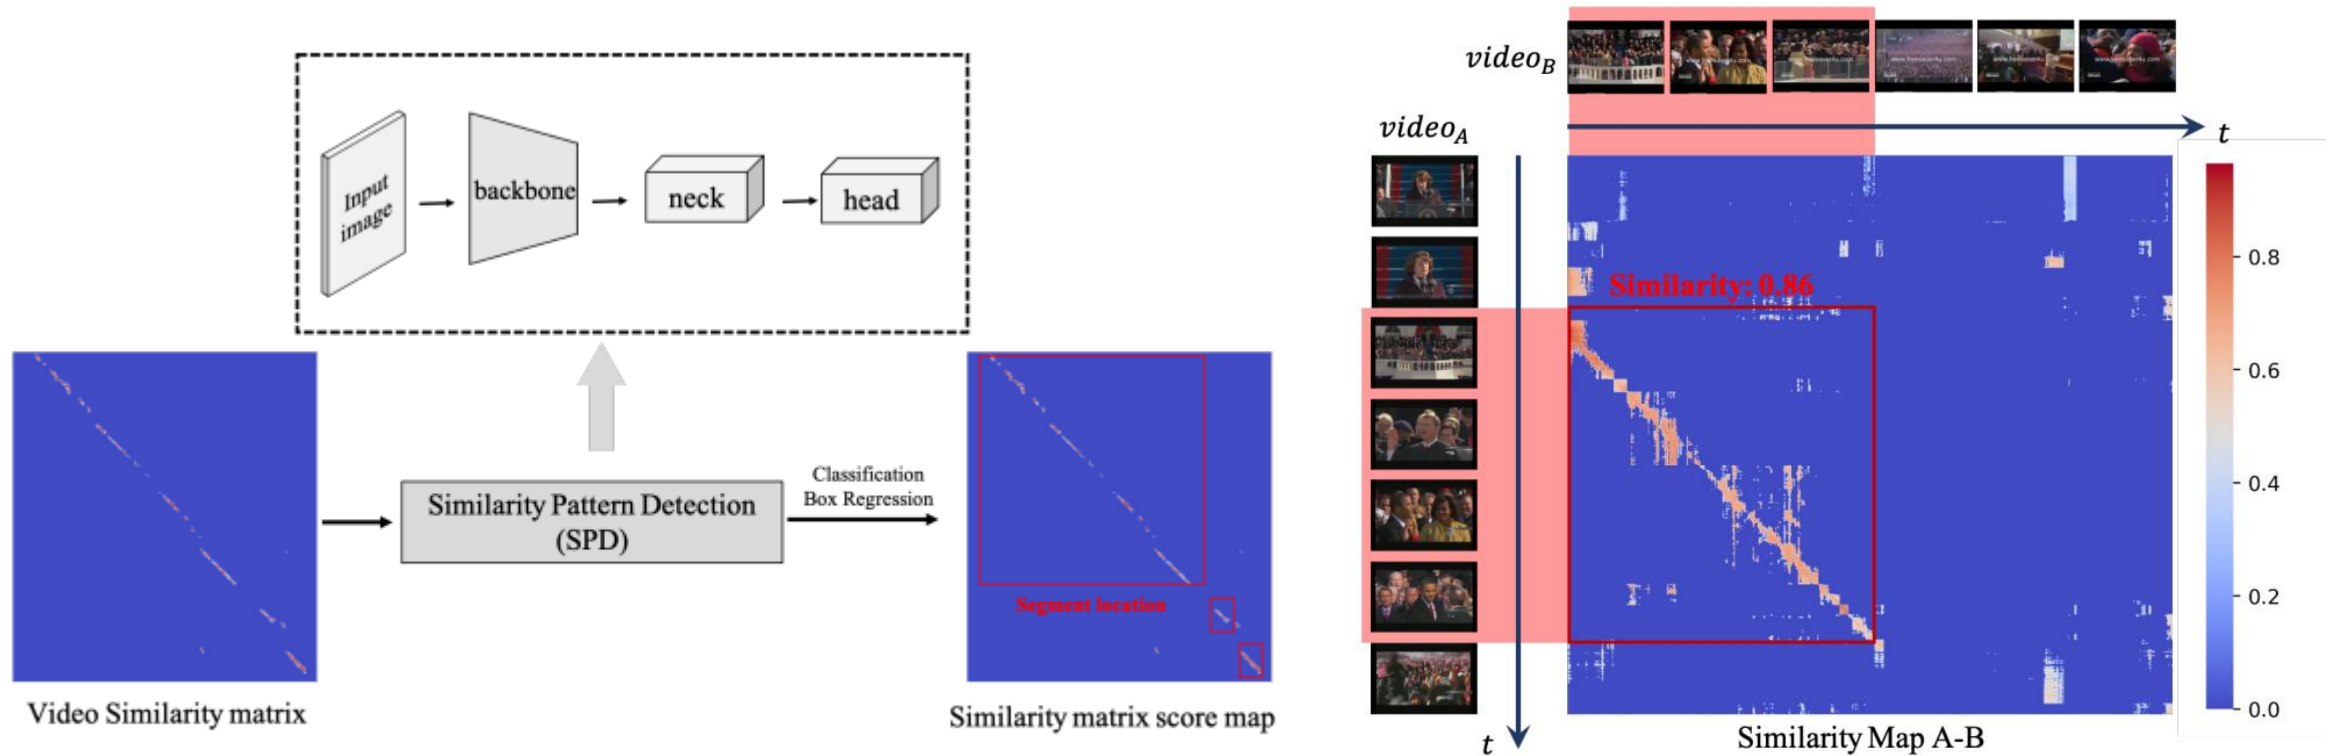 Input
image
backbone
neck
head
Similarity Pattern Detection
(SPD)
Classification
Box Regression
Segment location
Video Similarity matrix
Similarity matrix score map
video_B
video_A
t
Similarity: 0.86
0.8
0.6
0.4
0.2
0.0
t
Similarity Map A-B